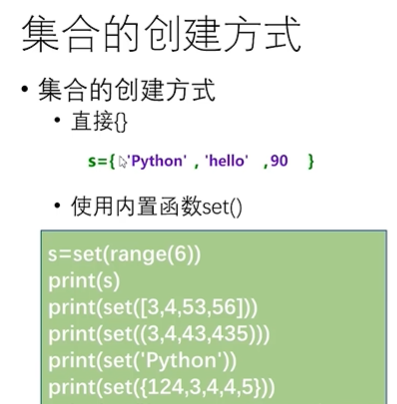 集合的创建方式
• 集合的创建方式
• 直接{}
s={ 'Python' , 'hello' ,90 }
• 使用内置函数set()
s=set(range(6))
print(s)
print(set([3,4,53,56]))
print(set((3,4,43,435)))
print(set('Python'))
print(set({124,3,4,4,5}))